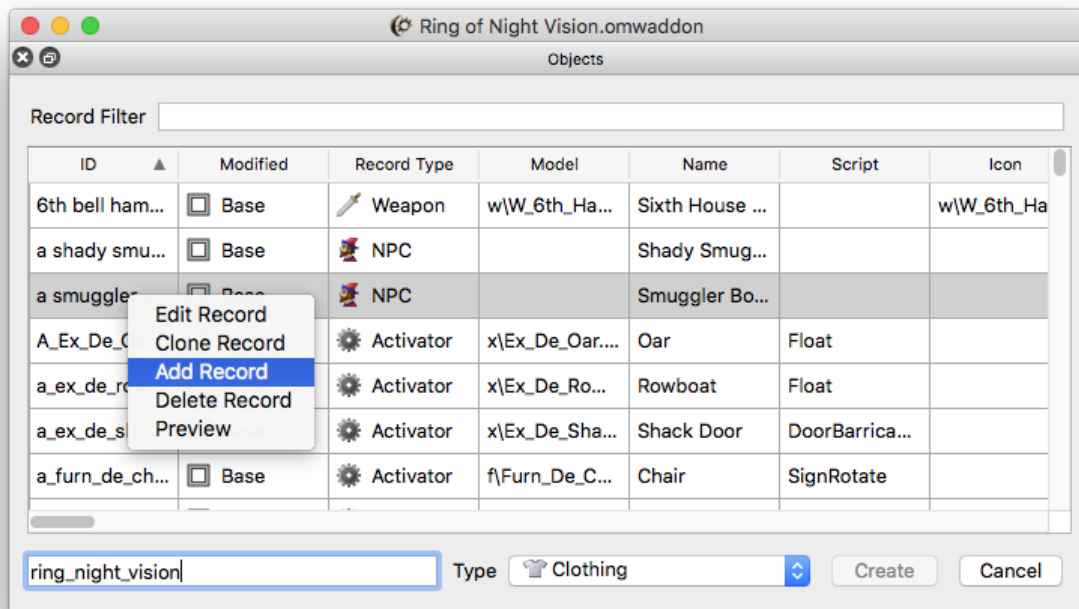 Ring of Night Vision.omwaddon
Objects
Record Filter
ID Modified Record Type Model Name Script Icon
6th bell ham... Base Weapon w\W_6th_Ha... Sixth House ... w\W_6th_Ha
a shady smu... Base NPC Shady Smug...
a smuggler NPC Smuggler Bo...
Edit Record
A_Ex_De_O Clone Record Activator x\Ex_De_Oar.... Oar Float
Add Record
a_ex_de_ro Delete Record Activator x\Ex_De_Ro... Rowboat Float
a_ex_de_sh Preview Activator x\Ex_De_Sha... Shack Door DoorBarrica...
a_furn_de_ch... Base Activator f\Furn_De_C... Chair SignRotate
ring_night_vision Type Clothing Create Cancel